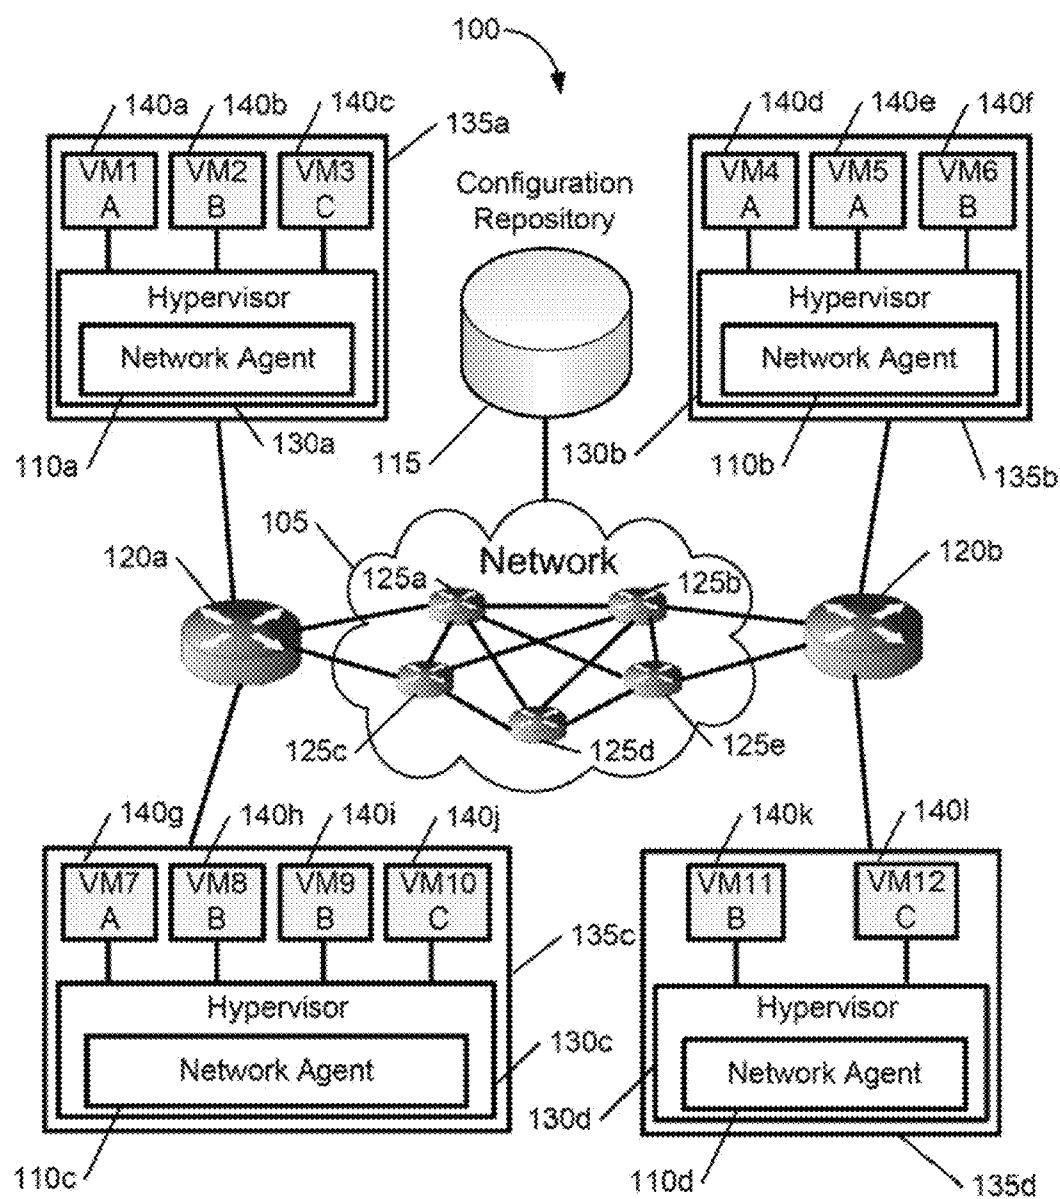 100
140a 140b 140c
135a
VM1 VM2 VM3
A B C
Hypervisor
Network Agent
110a
130a
Configuration
Repository
115
140d 140e 140f
VM4 VM5 VM6
A A B
Hypervisor
Network Agent
130b
110b
135b
105
Network
120a
125a
125b
120b
125c
125d
125e
140g 140h 140i 140j
VM7 VM8 VM9 VM10
A B B C
135c
Hypervisor
Network Agent
130c
110c
140k 140l
VM11 VM12
B C
Hypervisor
Network Agent
130d
110d
135d